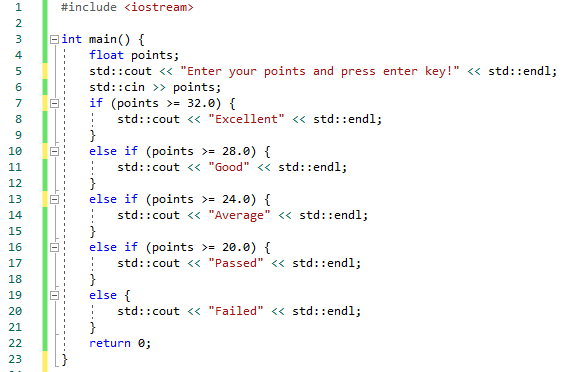 1 #include <iostream>
2
3 int main() {
4 float points;
5 std::cout << "Enter your points and press enter key!" << std::endl;
6 std::cin >> points;
7 if (points >= 32.0) {
8 std::cout << "Excellent" << std::endl;
9 }
10 else if (points >= 28.0) {
11 std::cout << "Good" << std::endl;
12 }
13 else if (points >= 24.0) {
14 std::cout << "Average" << std::endl;
15 }
16 else if (points >= 20.0) {
17 std::cout << "Passed" << std::endl;
18 }
19 else {
20 std::cout << "Failed" << std::endl;
21 }
22 return 0;
23 }